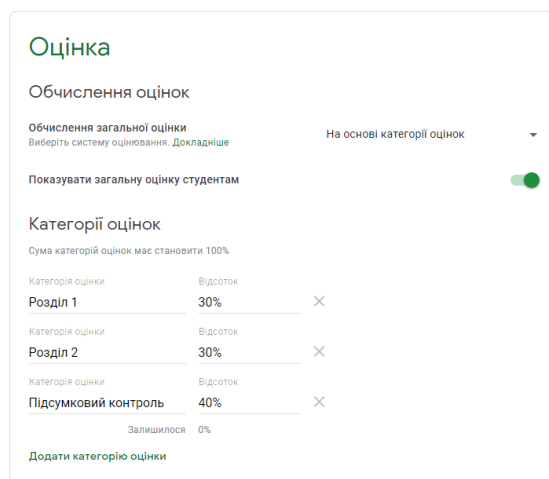 Оцінка
Обчислення оцінок
Обчислення загальної оцінки
Виберіть систему оцінювання. Докладніше
На основі категорії оцінок
Показувати загальну оцінку студентам
Категорії оцінок
Сума категорій оцінок має становити 100%
Категорія оцінки Відсоток
Розділ 1 30%
Категорія оцінки Відсоток
Розділ 2 30%
Категорія оцінки Відсоток
Підсумковий контроль 40%
Залишилося 0%
Додати категорію оцінки